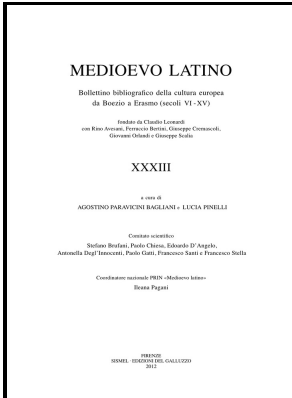 MEDIOEVO LATINO
Bollettino bibliografico della cultura europea
da Boezio a Erasmo (secoli VI - XV)
fondato da Claudio Leonardi
con Rino Avesani, Ferruccio Bertini, Giuseppe Cremascoli,
Giovanni Orlandi e Giuseppe Scalia
XXXIII
a cura di
AGOSTINO PARAVICINI BAGLIANI e LUCIA PINELLI
Comitato scientifico
Stefano Brufani, Paolo Chiesa, Edoardo D'Angelo,
Antonella Degl'Innocenti, Paolo Gatti, Francesco Santi e Francesco Stella
Coordinatore nazionale PRIN «Medioevo latino»
Ileana Pagani
FIRENZE
SISMEL · EDIZIONI DEL GALLUZZO
2012